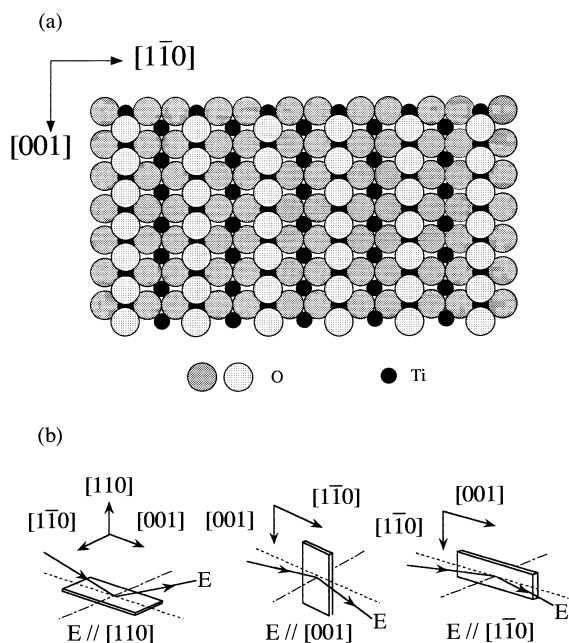 (a)
[11̄0]
[001]
O
Ti
(b)
[110]
[11̄0]
[001]
E
E // [110]
[001]
[11̄0]
E
E // [001]
[001]
[11̄0]
E
E // [11̄0]